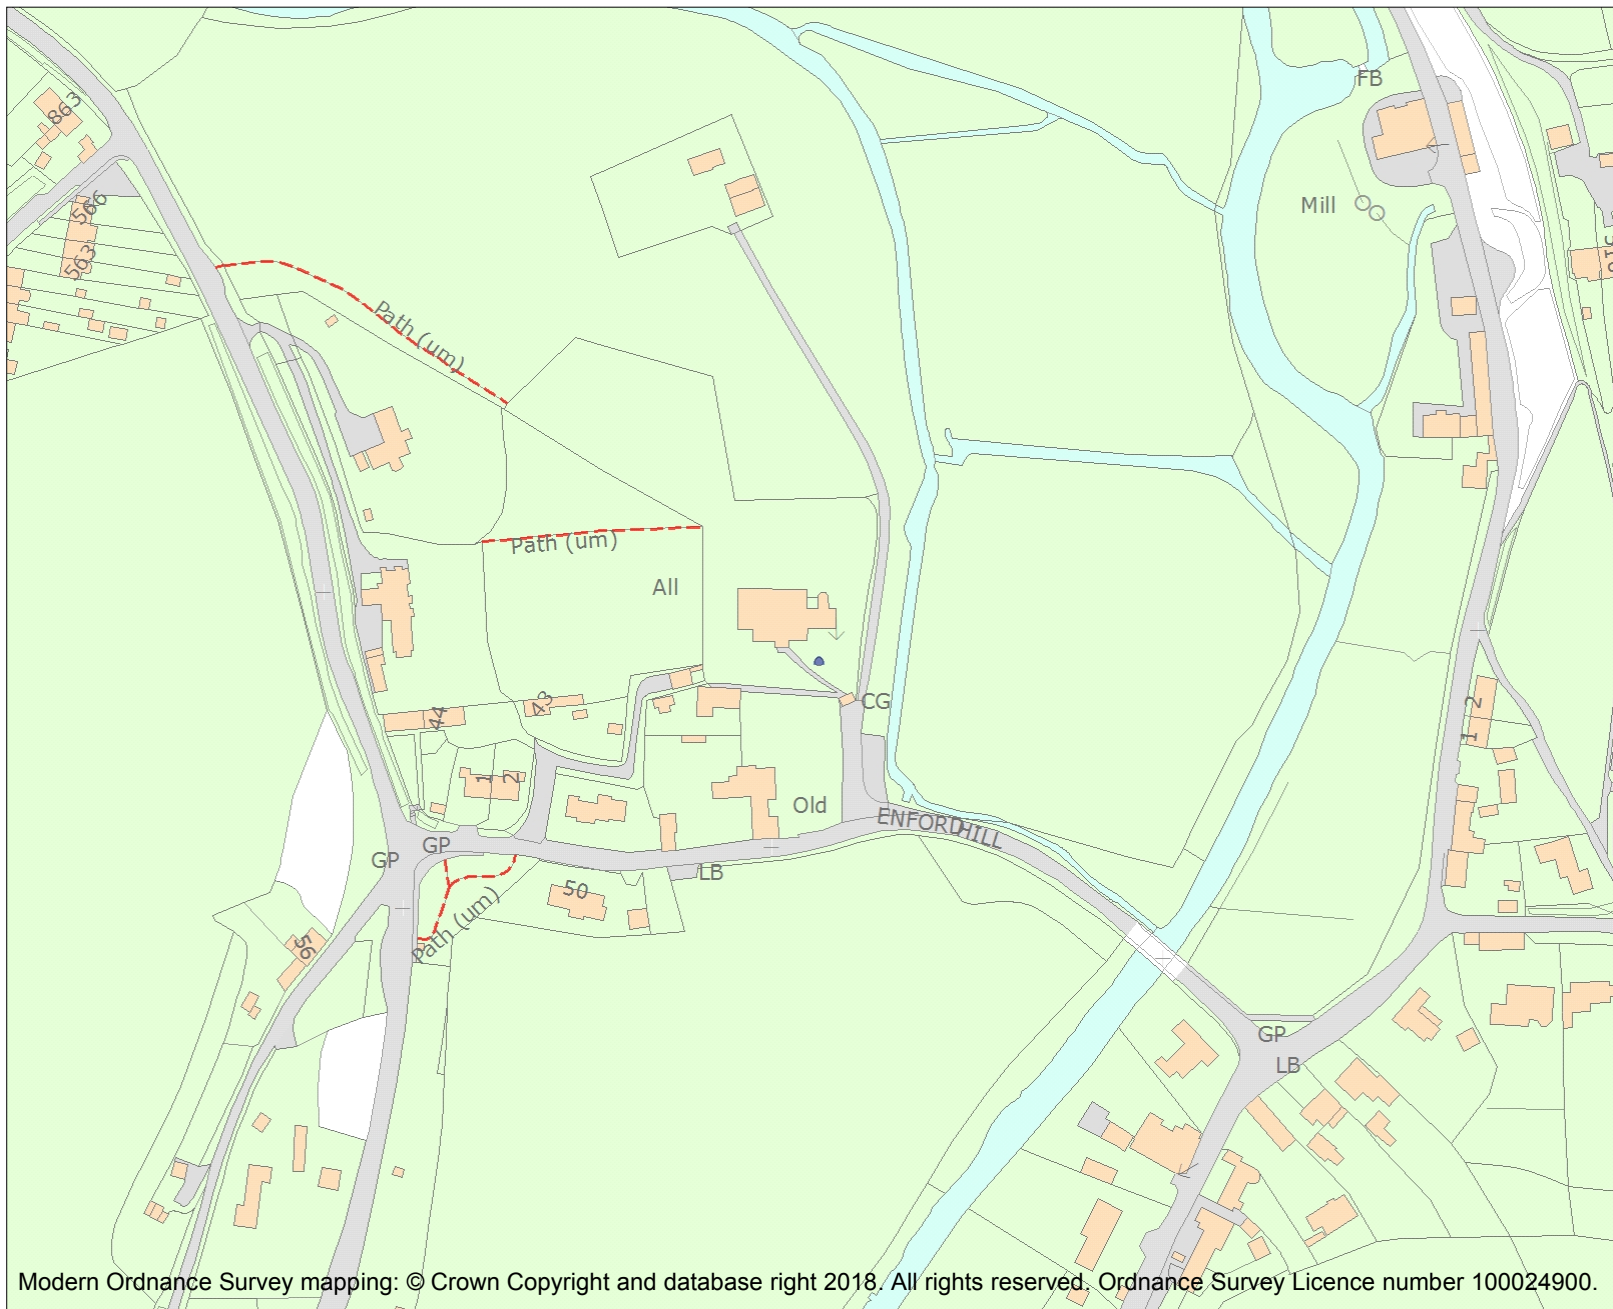 FB
863
566
Mill
563
Path (um)
Path (um)
All
43
CG
44
2
1
1
2
Old
ENFORD HILL
GP
GP
LB
50
Path (um)
56
GP
LB
Modern Ordnance Survey mapping: © Crown Copyright and database right 2018. All rights reserved. Ordnance Survey Licence number 100024900.